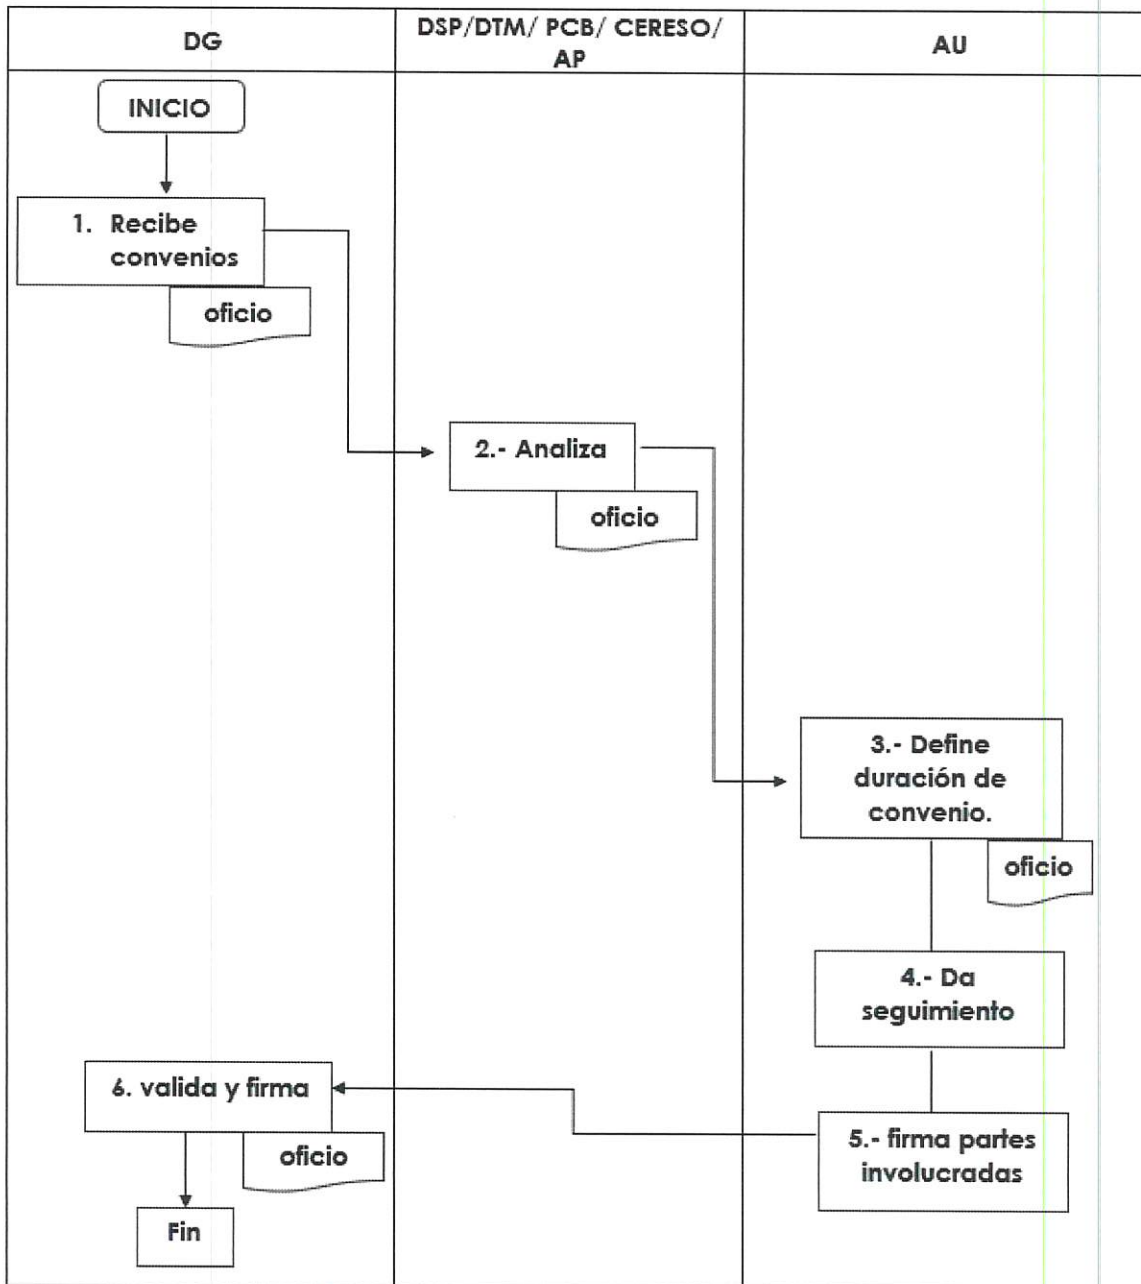 DG
DSP/DTM/ PCB/ CERESO/
AP
AU
INICIO
1. Recibe
convenios
oficio
2.- Analiza
oficio
3.- Define
duración de
convenio.
oficio
4.- Da
seguimiento
5.- firma partes
involucradas
6. valida y firma
oficio
Fin